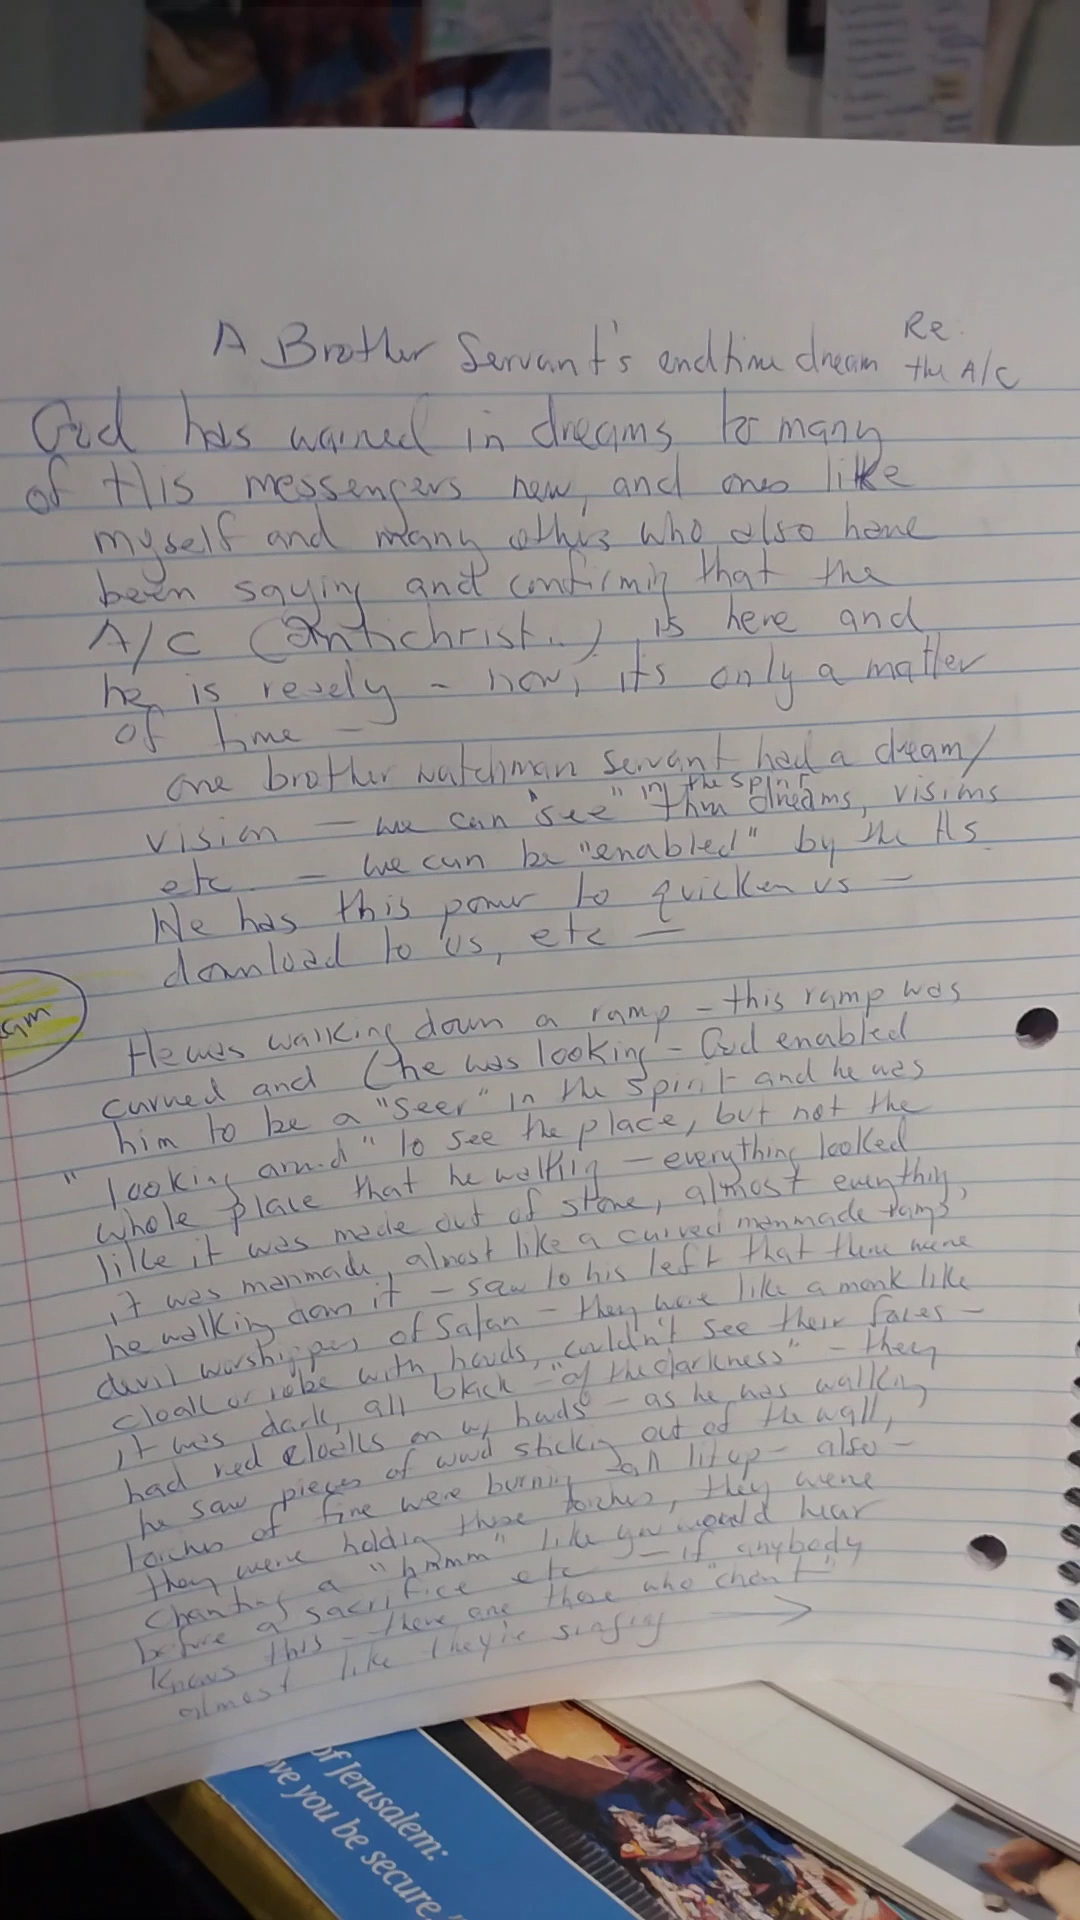 A Brother Servant's endtime dream Re. the A/C
God has warned in dreams to many
of His messengers now, and ones like
myself and many others who also have
been saying and confirming that the
A/C (Antichrist..) is here and
he is ready - now, it's only a matter
of time -
one brother watchman servant had a dream/
vision - we can "see" "in the spirit" thru dreams, visions
etc. - we can be "enabled" by the HS.
He has this power to quicken us -
download to us, etc -
He was walking down a ramp - this ramp was
curved and (he was looking - God enabled
him to be a "seer" in the spirit and he was
"looking around" to see the place, but not the
whole place that he walking - everything looked
like it was made out of stone, almost everything,
it was manmade, almost like a curved manmade ramp
he walking down it - saw to his left that there were
devil worshippers of Satan - they were like a monk like
cloak or robe with hoods, couldn't see their faces -
it was dark, all black - "of the darkness" - they
had red cloaks on w/ hoods - as he was walking
he saw pieces of wood sticking out of the wall,
torches of fire were burning - all lit up - also -
they were holding these torches, they were
chanting a "hmmm" like you would hear
before a sacrifice etc - if anybody
knows this - there are those who "chant"
almost like they're singing →
of Jerusalem:
ve you be secure."